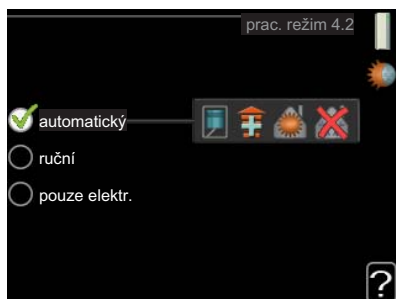 prac. režim 4.2
automatický
ruční
pouze elektr.
?